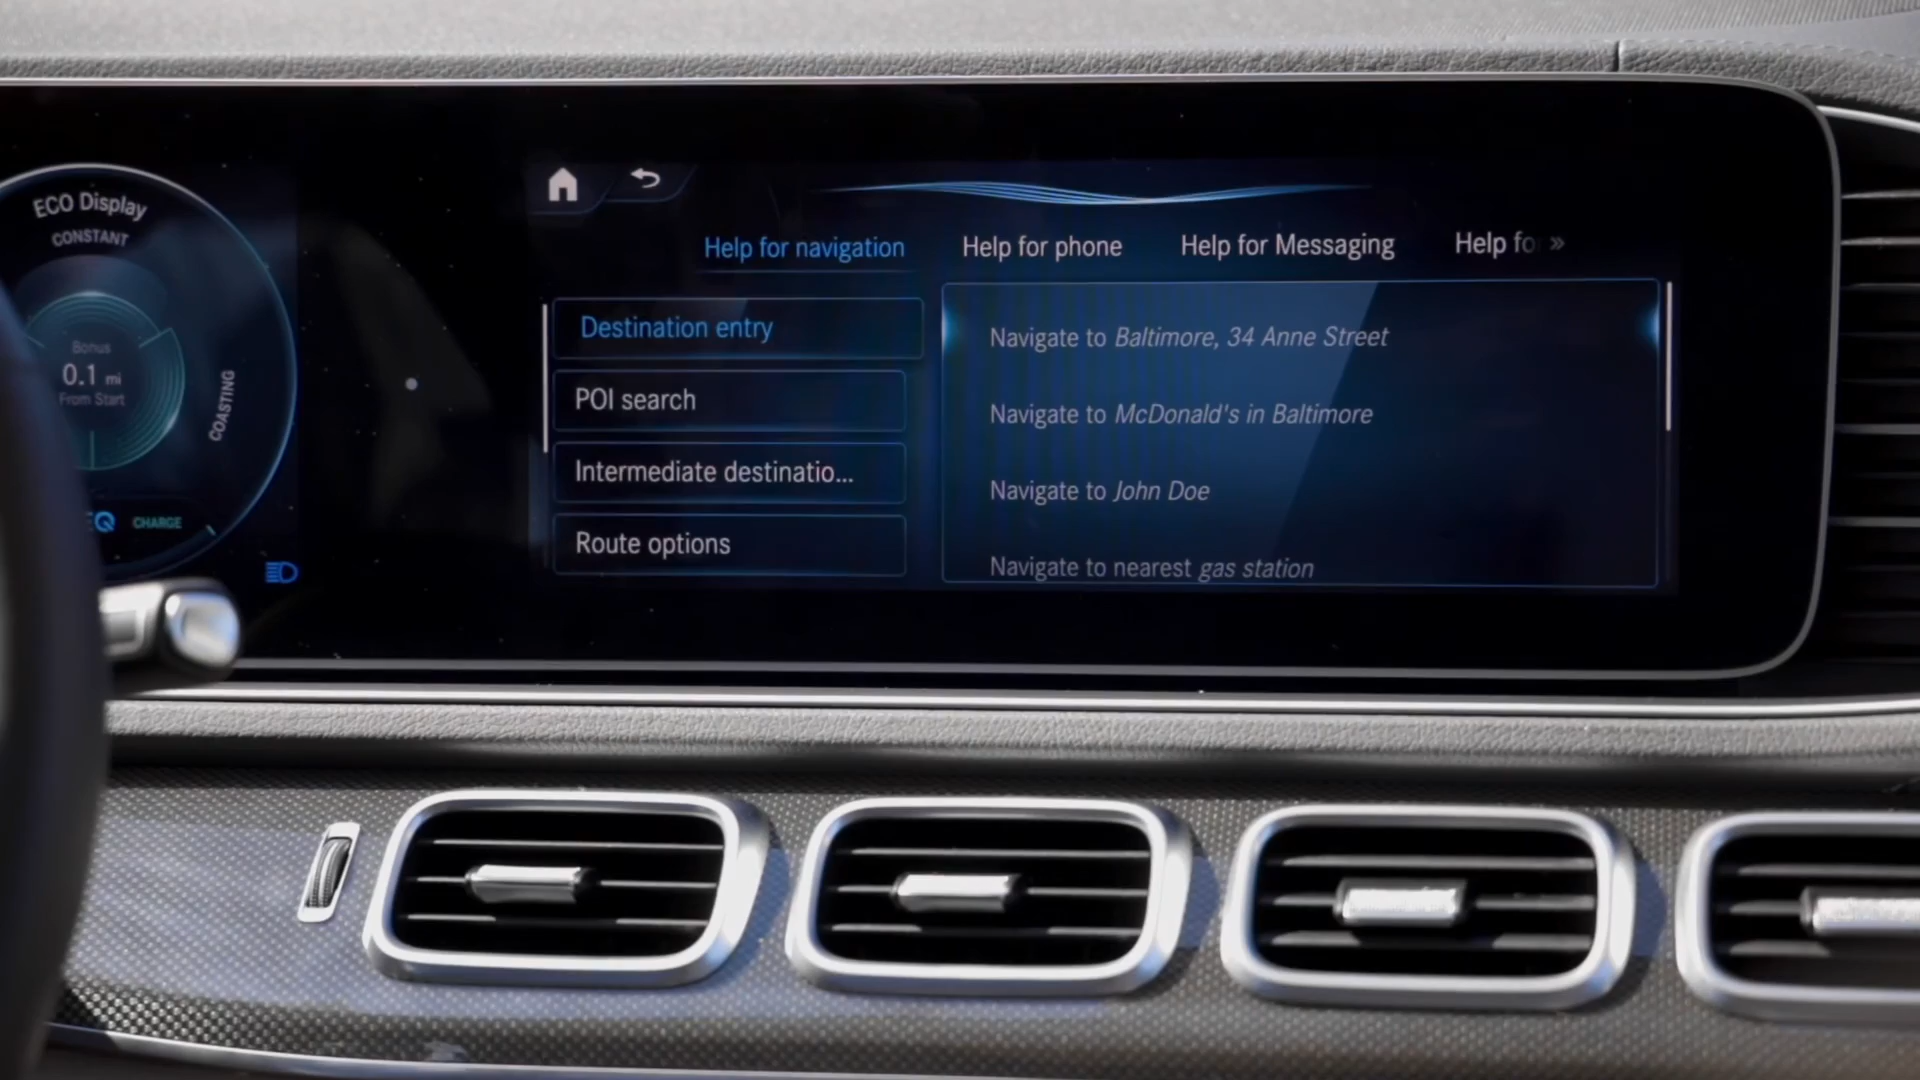 ECO Display
CONSTANT
Bonus
0.1 mi
From Start
COASTING
EQ CHARGE
Help for navigation Help for phone Help for Messaging Help fo »
Destination entry
POI search
Intermediate destinatio...
Route options
Navigate to Baltimore, 34 Anne Street
Navigate to McDonald's in Baltimore
Navigate to John Doe
Navigate to nearest gas station